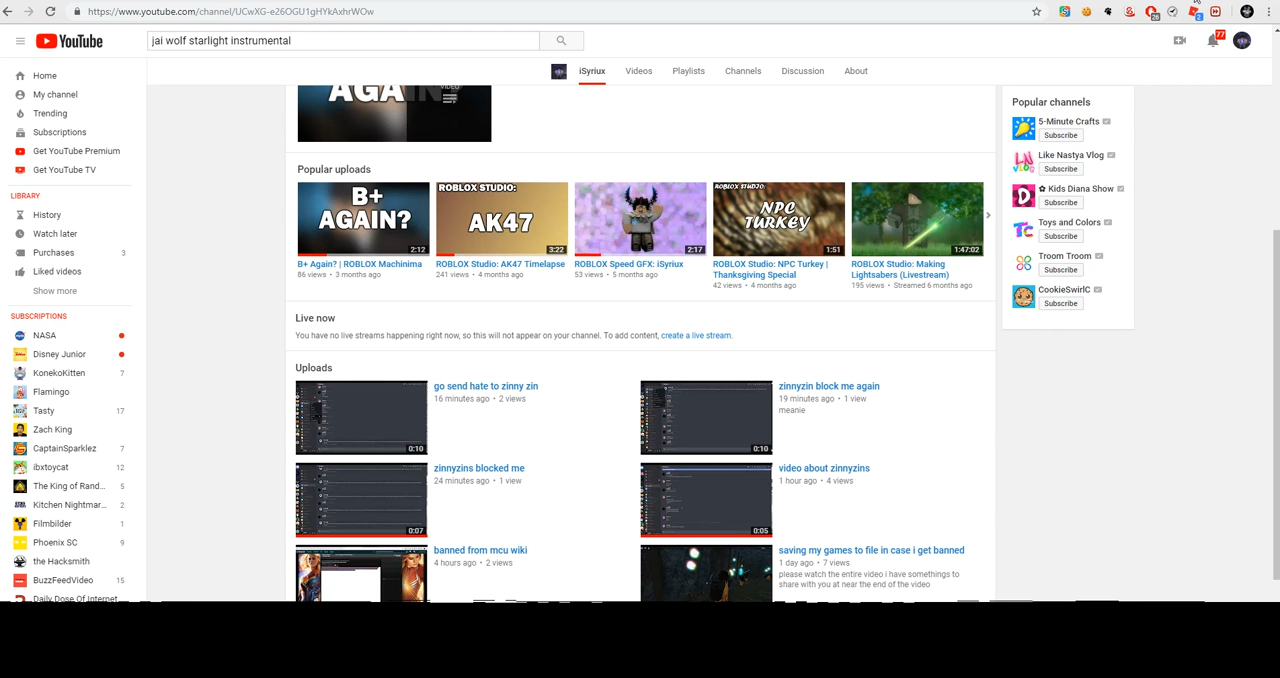 https://www.youtube.com/channel/UCwXG-e26OGU1gHYkAxhrWOw
26
2
YouTube
jai wolf starlight instrumental
77
iSyriux Videos Playlists Channels Discussion About
Home
My channel
Trending
Subscriptions
Get YouTube Premium
Get YouTube TV
LIBRARY
History
Watch later
Purchases 3
Liked videos
Show more
SUBSCRIPTIONS
NASA
Disney Junior
KonekoKitten 7
Flamingo
Tasty 17
Zach King
CaptainSparklez 7
ibxtoycat 12
The King of Rand... 5
Kitchen Nightmar... 2
Filmbilder 1
Phoenix SC 9
the Hacksmith
BuzzFeedVideo 15
Daily Dose Of Internet
AGAIN?
VIDEO
Popular uploads
B+
AGAIN?
2:12
B+ Again? | ROBLOX Machinima
86 views • 3 months ago
ROBLOX STUDIO:
AK47
3:22
ROBLOX Studio: AK47 Timelapse
241 views • 4 months ago
2:17
ROBLOX Speed GFX: iSyriux
53 views • 5 months ago
ROBLOX STUDIO:
NPC
TURKEY
1:51
ROBLOX Studio: NPC Turkey |
Thanksgiving Special
42 views • 4 months ago
1:47:02
ROBLOX Studio: Making
Lightsabers (Livestream)
195 views • Streamed 6 months ago
Live now
You have no live streams happening right now, so this will not appear on your channel. To add content, create a live stream.
Uploads
0:10
go send hate to zinny zin
16 minutes ago • 2 views
0:10
zinnyzin block me again
19 minutes ago • 1 view
meanie
0:07
zinnyzins blocked me
24 minutes ago • 1 view
0:05
video about zinnyzins
1 hour ago • 4 views
banned from mcu wiki
4 hours ago • 2 views
saving my games to file in case i get banned
1 day ago • 7 views
please watch the entire video i have somethings to
share with you at near the end of the video
Popular channels
5-Minute Crafts
Subscribe
Like Nastya Vlog
Subscribe
✿ Kids Diana Show
Subscribe
Toys and Colors
Subscribe
Troom Troom
Subscribe
CookieSwirlC
Subscribe